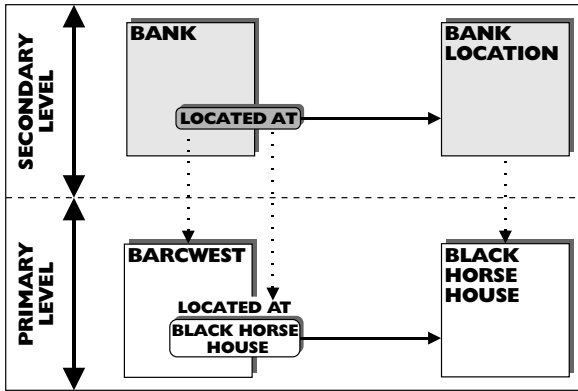 SECONDARY
LEVEL
BANK
LOCATED AT
BANK
LOCATION
PRIMARY
LEVEL
BARCWEST
LOCATED AT
BLACK HORSE
HOUSE
BLACK
HORSE
HOUSE